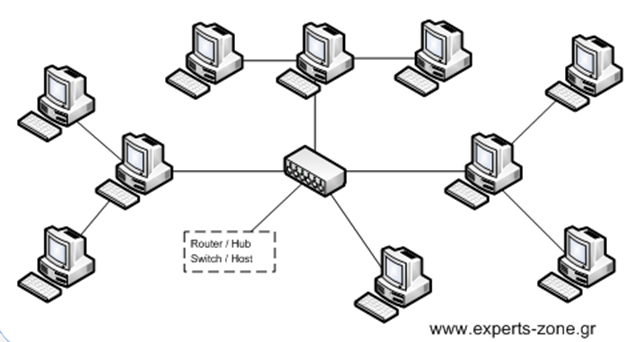 Router / Hub
Switch / Host
www.experts-zone.gr